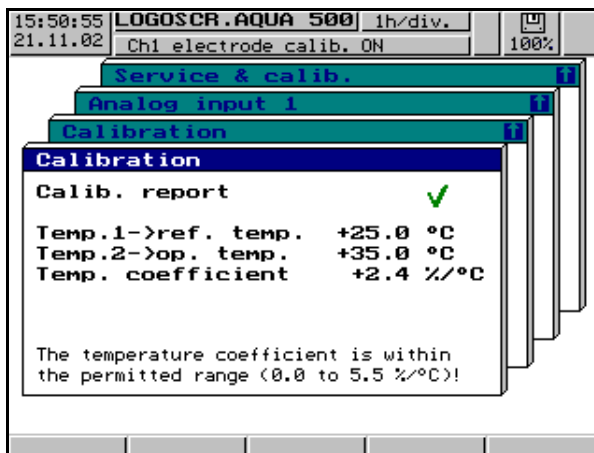 15:50:55 LOGOSCR.AQUA 500 1h/div.
21.11.02 Ch1 electrode calib. ON 100%
Service & calib.
Analog input 1
Calibration
Calibration
Calib. report
Temp.1->ref. temp. +25.0 °C
Temp.2->op. temp. +35.0 °C
Temp. coefficient +2.4 %/°C
The temperature coefficient is within
the permitted range (0.0 to 5.5 %/°C)!